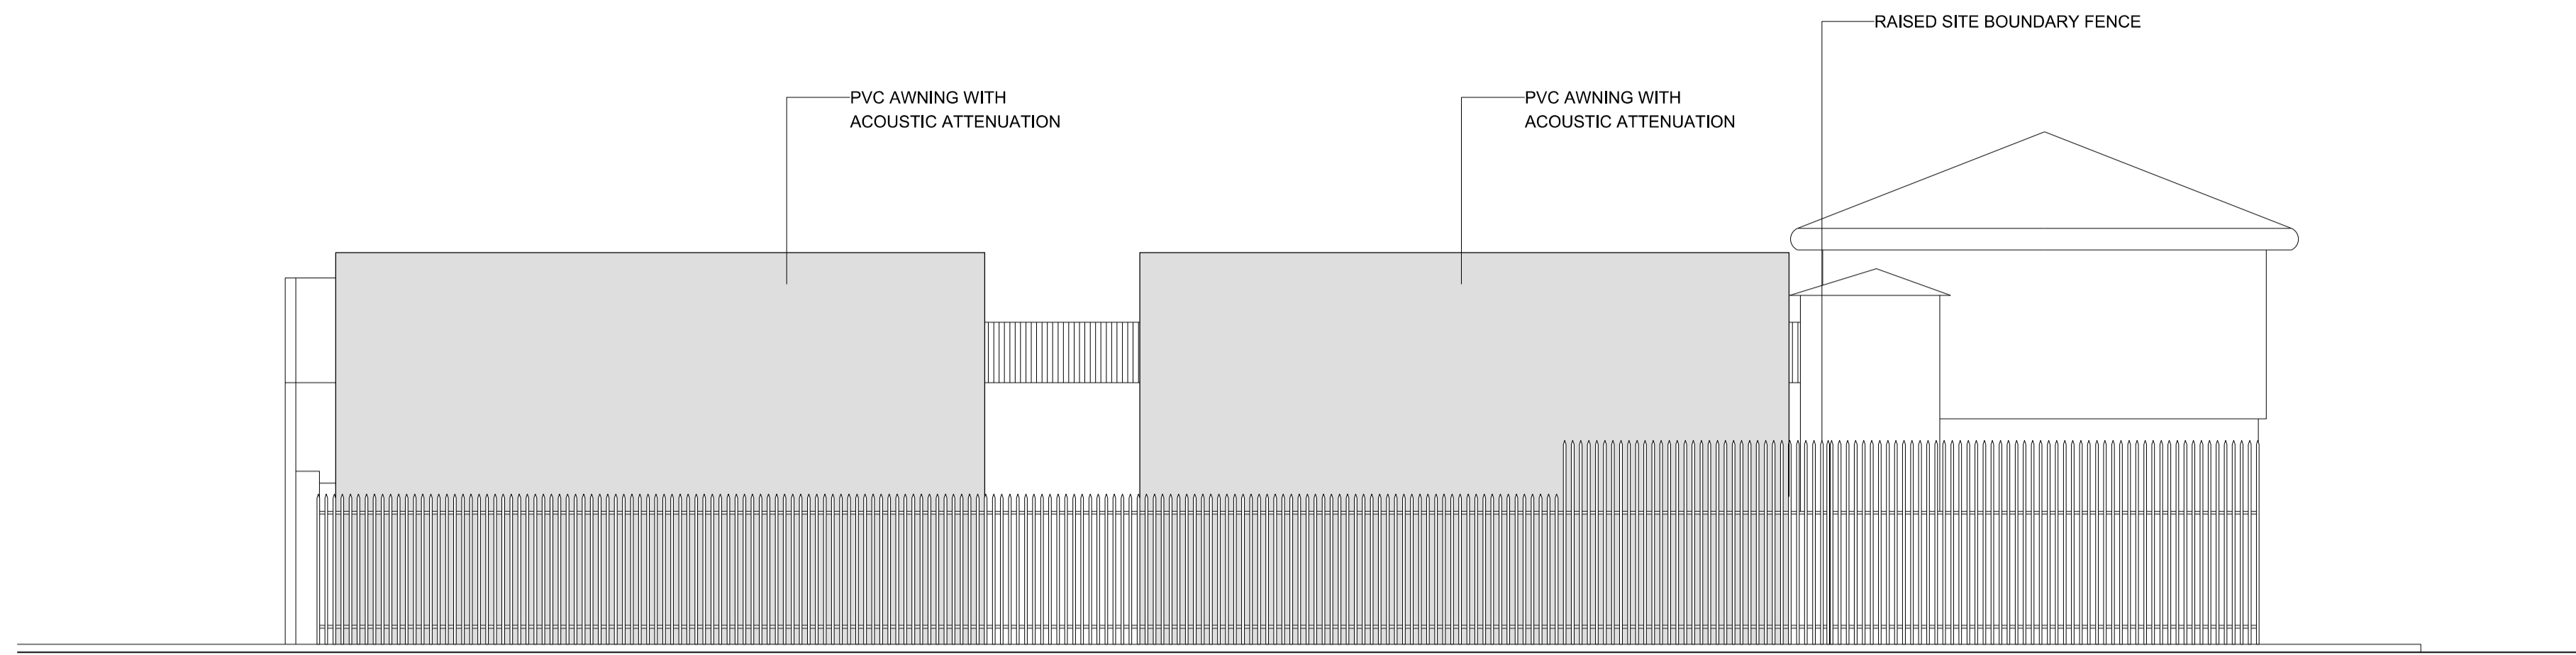 RAISED SITE BOUNDARY FENCE
PVC AWNING WITH
ACOUSTIC ATTENUATION
PVC AWNING WITH
ACOUSTIC ATTENUATION